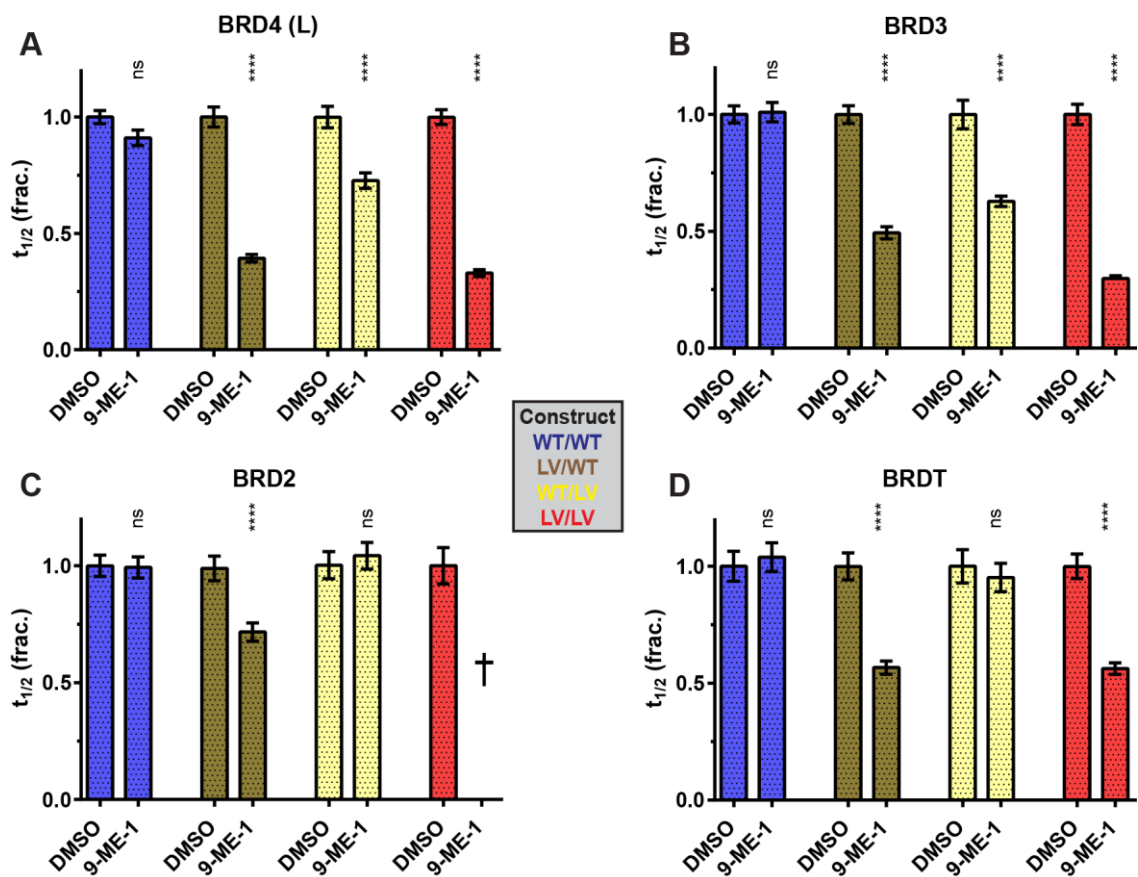 A
BRD4 (L)
t1/2 (frac.)
1.0
0.5
0.0
ns
****
****
****
DMSO
9-ME-1
DMSO
9-ME-1
DMSO
9-ME-1
DMSO
9-ME-1
B
BRD3
t1/2 (frac.)
1.0
0.5
0.0
ns
****
****
****
DMSO
9-ME-1
DMSO
9-ME-1
DMSO
9-ME-1
DMSO
9-ME-1
Construct
WT/WT
LV/WT
WT/LV
LV/LV
C
BRD2
t1/2 (frac.)
1.0
0.5
0.0
ns
****
ns
†
DMSO
9-ME-1
DMSO
9-ME-1
DMSO
9-ME-1
DMSO
9-ME-1
D
BRDT
t1/2 (frac.)
1.0
0.5
0.0
ns
****
ns
****
DMSO
9-ME-1
DMSO
9-ME-1
DMSO
9-ME-1
DMSO
9-ME-1